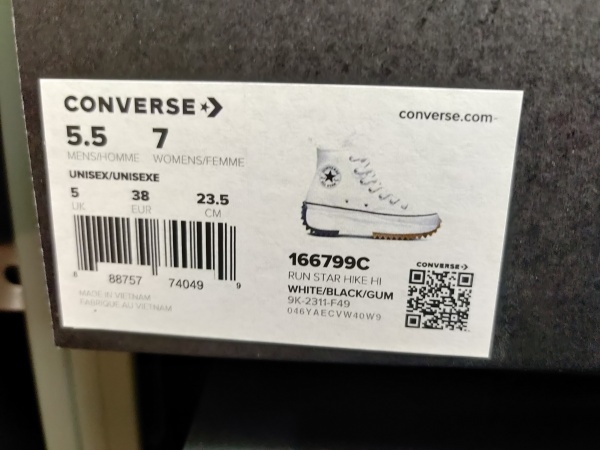 CONVERSE
converse.com
5.5 7
MENS/HOMME WOMENS/FEMME
UNISEX/UNISEXE
5 38 23.5
UK EUR CM
88757 74049 9
MADE IN VIETNAM
FABRIQUE AU VIETNAM
166799C
RUN STAR HIKE HI
WHITE/BLACK/GUM
9K-2311-F49
046YAECVW40W9
CONVERSE